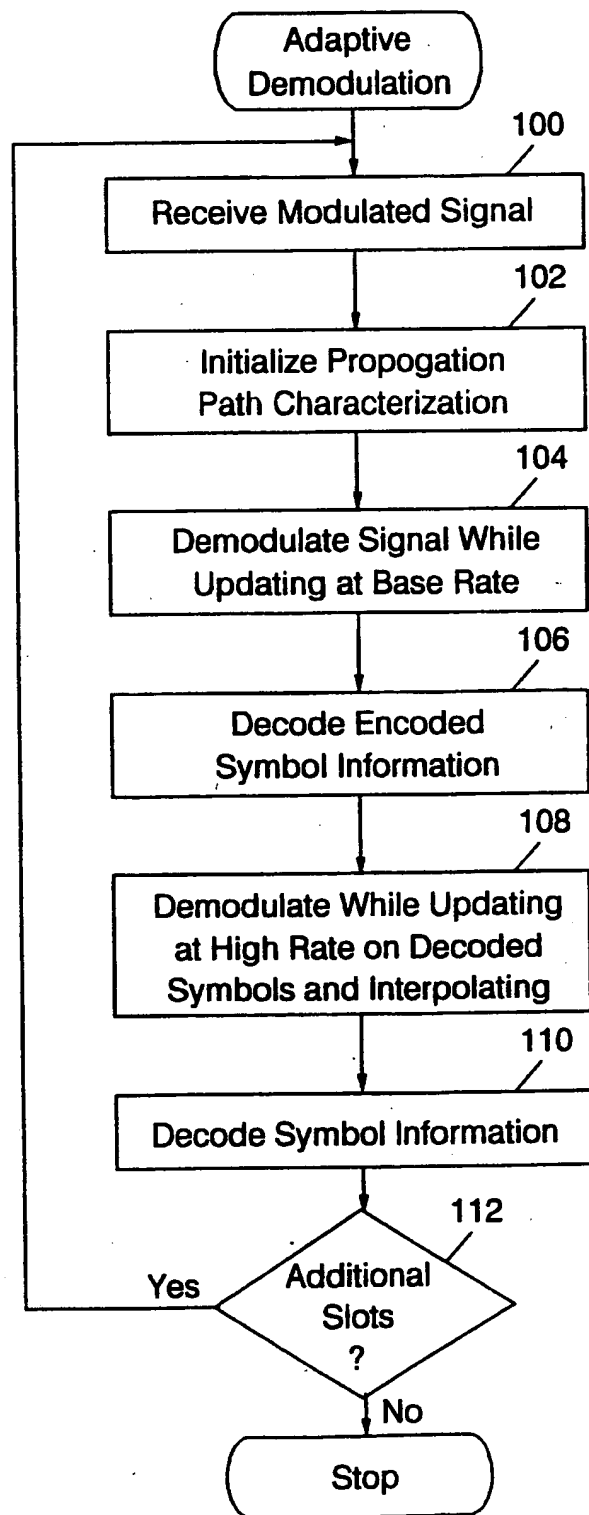 Adaptive
Demodulation
100
Receive Modulated Signal
102
Initialize Propogation
Path Characterization
104
Demodulate Signal While
Updating at Base Rate
106
Decode Encoded
Symbol Information
108
Demodulate While Updating
at High Rate on Decoded
Symbols and Interpolating
110
Decode Symbol Information
112
Additional
Slots
?
Yes
No
Stop